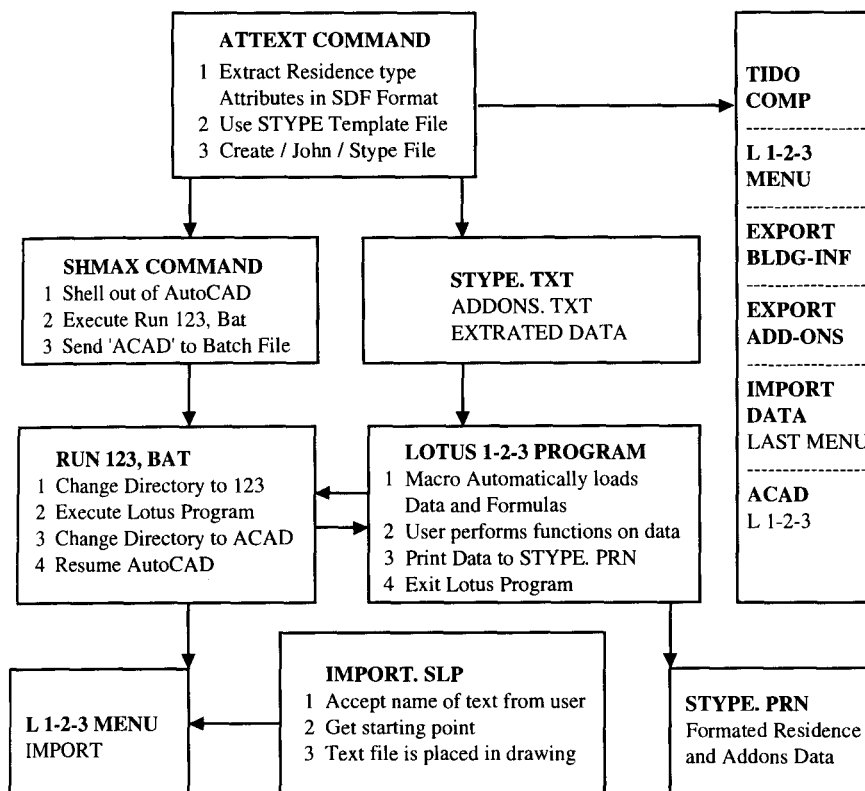 ATTEXT COMMAND
1 Extract Residence type
Attributes in SDF Format
2 Use STYPE Template File
3 Create / John / Stype File
TIDO
COMP
L 1-2-3
MENU
EXPORT
BLDG-INF
EXPORT
ADD-ONS
IMPORT
DATA
LAST MENU
ACAD
L 1-2-3
SHMAX COMMAND
1 Shell out of AutoCAD
2 Execute Run 123, Bat
3 Send 'ACAD' to Batch File
STYPE. TXT
ADDONS. TXT
EXTRATED DATA
RUN 123, BAT
1 Change Directory to 123
2 Execute Lotus Program
3 Change Directory to ACAD
4 Resume AutoCAD
LOTUS 1-2-3 PROGRAM
1 Macro Automatically loads
Data and Formulas
2 User performs functions on data
3 Print Data to STYPE. PRN
4 Exit Lotus Program
L 1-2-3 MENU
IMPORT
IMPORT. SLP
1 Accept name of text from user
2 Get starting point
3 Text file is placed in drawing
STYPE. PRN
Formated Residence
and Addons Data